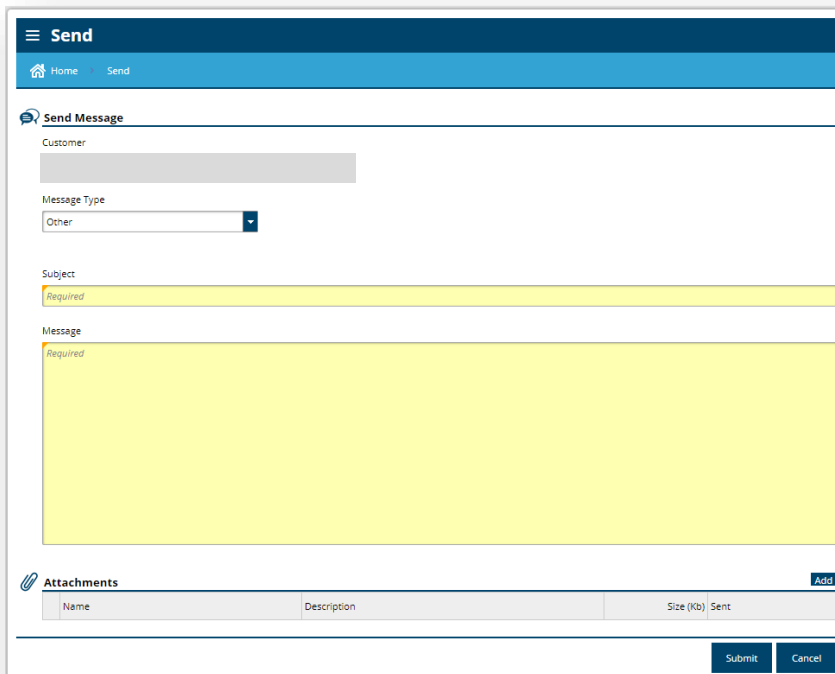 Send
Home Send
Send Message
Customer
Message Type
Other
Subject
Required
Message
Required
Attachments Add
Name Description Size (Kb) Sent
Submit Cancel